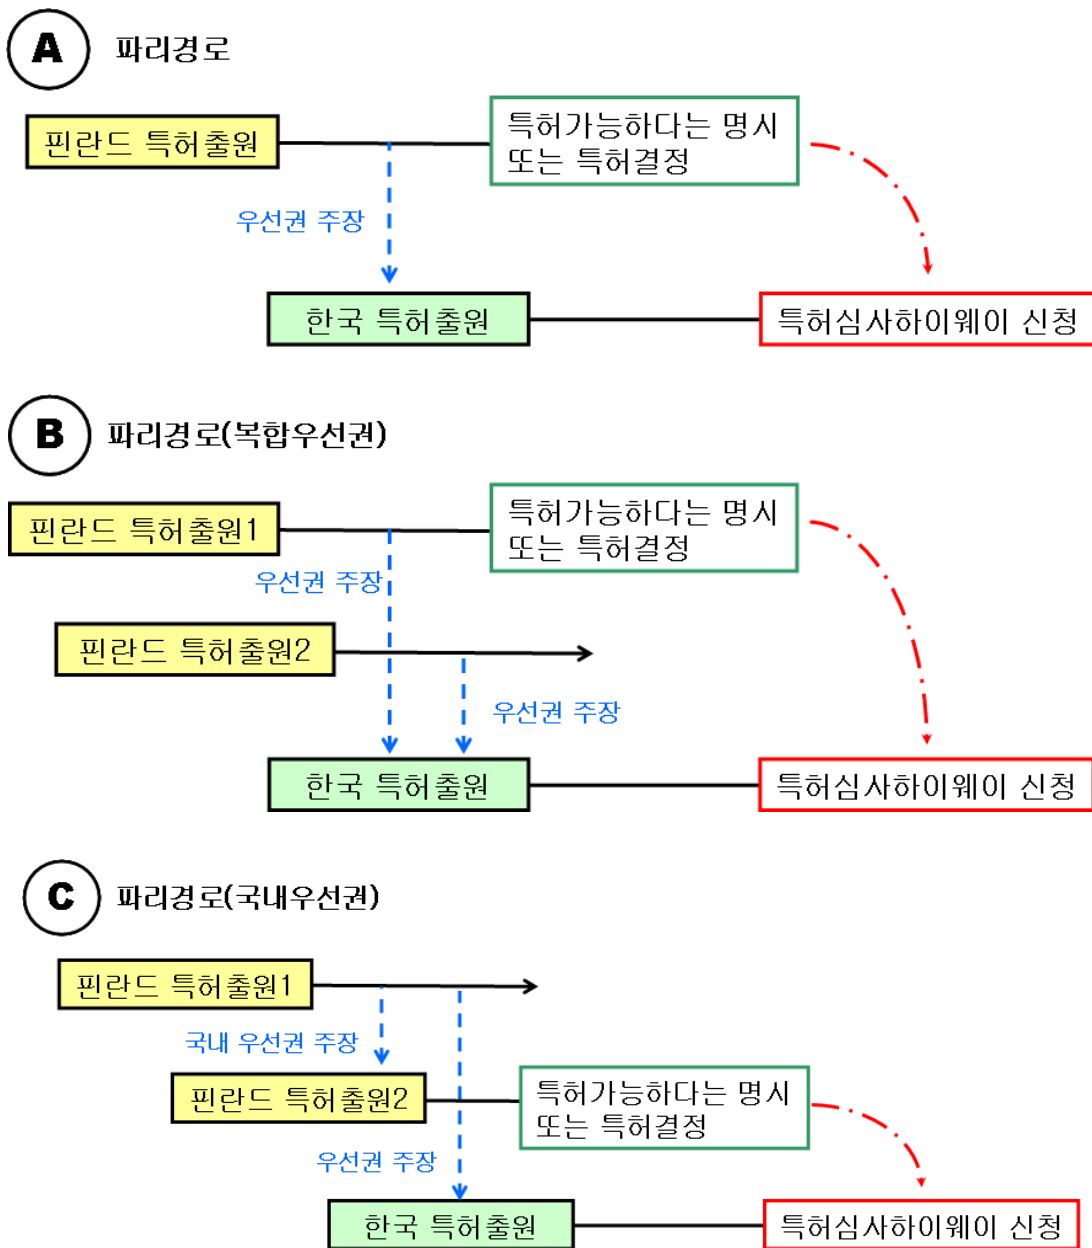 A 파리경로
핀란드 특허출원
특허가능하다는 명시
또는 특허결정
우선권 주장
한국 특허출원
특허심사하이웨이 신청
B 파리경로(복합우선권)
핀란드 특허출원1
특허가능하다는 명시
또는 특허결정
우선권 주장
핀란드 특허출원2
우선권 주장
한국 특허출원
특허심사하이웨이 신청
C 파리경로(국내우선권)
핀란드 특허출원1
국내 우선권 주장
핀란드 특허출원2
특허가능하다는 명시
또는 특허결정
우선권 주장
한국 특허출원
특허심사하이웨이 신청